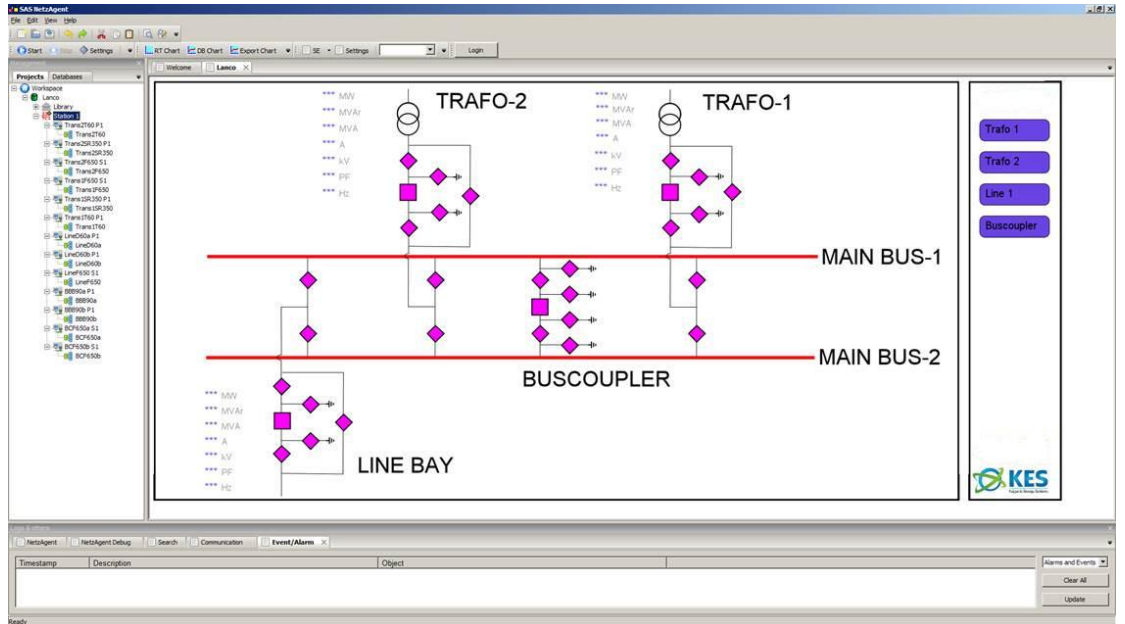 SAS NetzAgent
File Edit View Help
Start Stop Settings RT Chart DB Chart Export Chart SE Settings Login
Management
Projects Databases
Welcome Lanco
Workspace
Lanco
Library
Station 1
Trans2T60 P1
Trans2T60
Trans2SR350 P1
Trans2SR350
Trans2F650 S1
Trans2F650
Trans1F650 S1
Trans1F650
Trans1SR350 P1
Trans1SR350
Trans1T60 P1
Trans1T60
LineD60a P1
LineD60a
LineD60b P1
LineD60b
LineF650 S1
LineF650
BBB90a P1
BBB90a
BBB90b P1
BBB90b
BCF650a S1
BCF650a
BCF650b S1
BCF650b
*** MW
*** MVAr
*** MVA
*** A
*** kV
*** PF
*** Hz
TRAFO-2
*** MW
*** MVAr
*** MVA
*** A
*** kV
*** PF
*** Hz
TRAFO-1
MAIN BUS-1
MAIN BUS-2
BUSCOUPLER
*** MW
*** MVAr
*** MVA
*** A
*** kV
*** PF
*** Hz
LINE BAY
Trafo 1
Trafo 2
Line 1
Buscoupler
KES
NetzAgent NetzAgent Debug Search Communication Event/Alarm
Timestamp Description Object
Alarms and Events
Clear All
Update
Ready